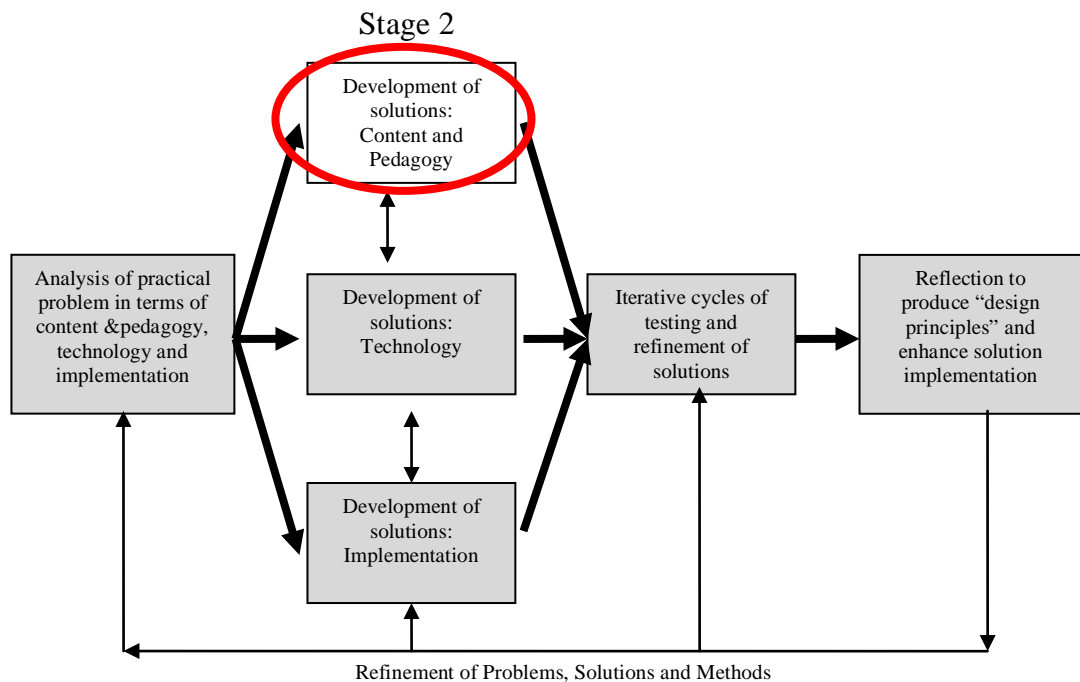 Stage 2
Development of
solutions:
Content and
Pedagogy
Analysis of practical
problem in terms of
content &pedagogy,
technology and
implementation
Development of
solutions:
Technology
Iterative cycles of
testing and
refinement of
solutions
Reflection to
produce “design
principles” and
enhance solution
implementation
Development of
solutions:
Implementation
Refinement of Problems, Solutions and Methods